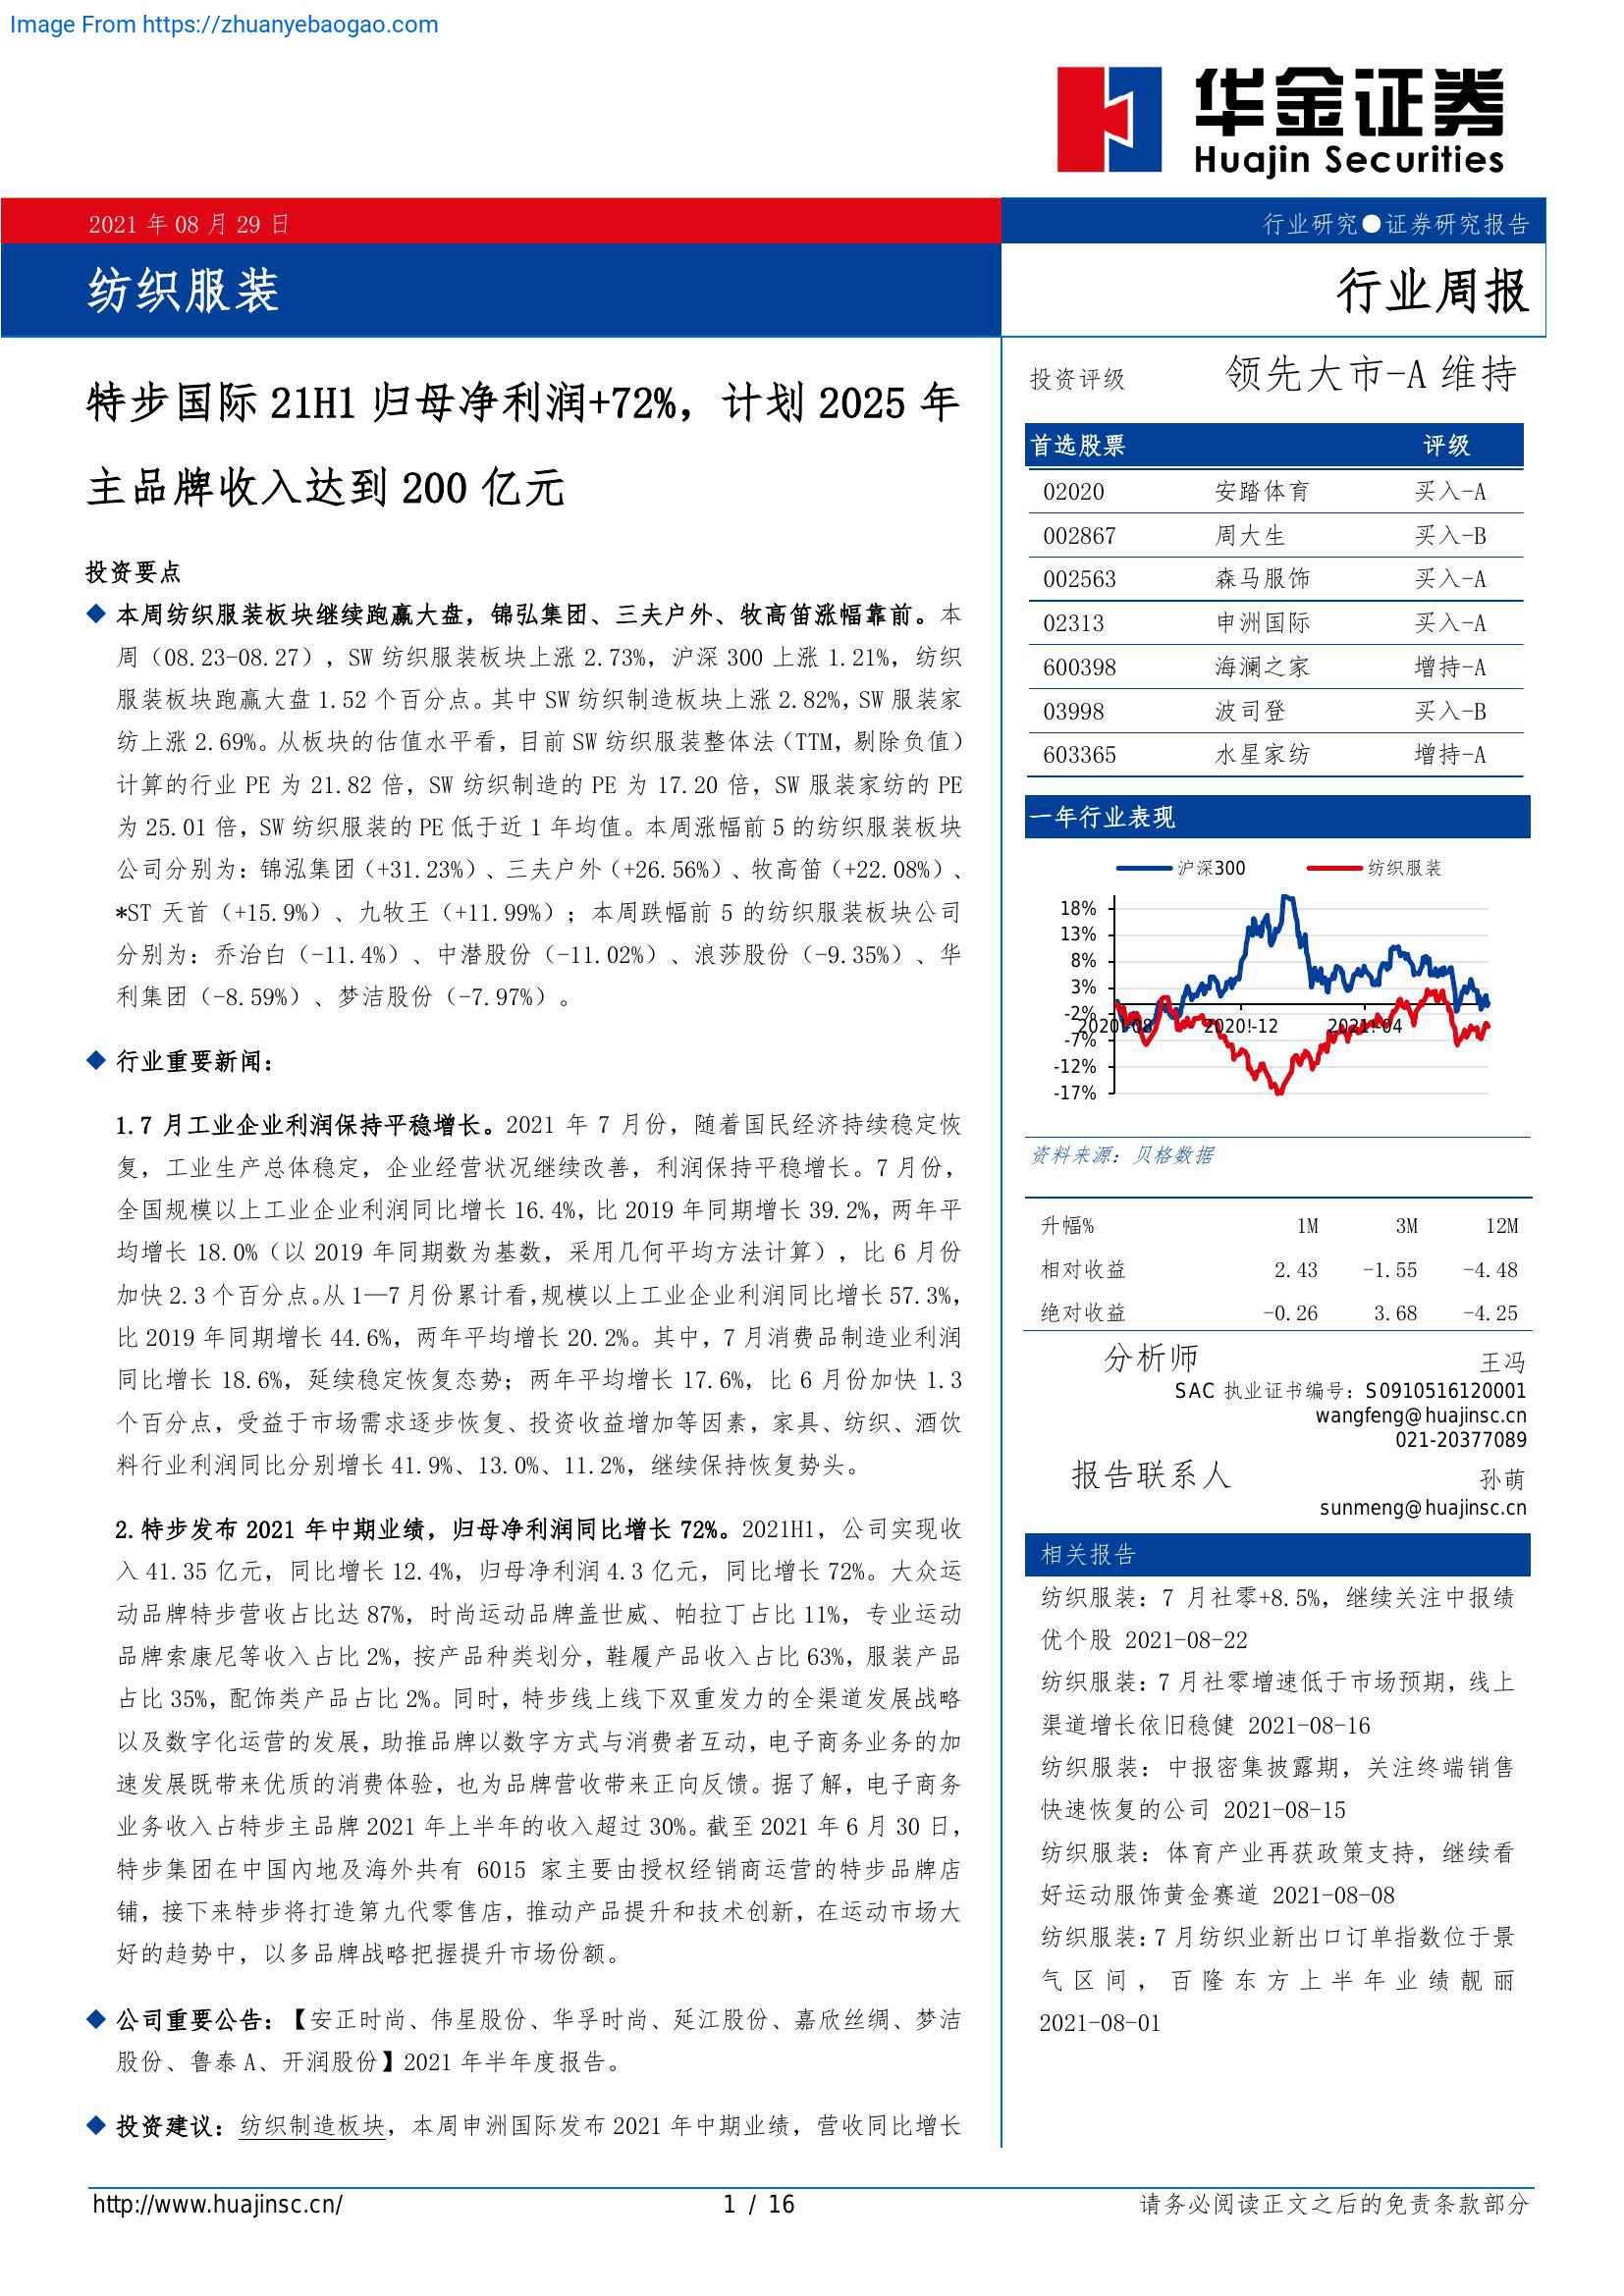 Image From https://zhuanyebaogao.com
华金证券
Huajin Securities
2021 年 08 月 29 日
行业研究●证券研究报告
纺织服装
行业周报
特步国际 21H1 归母净利润+72%，计划 2025 年
主品牌收入达到 200 亿元
投资要点
◆ 本周纺织服装板块继续跑赢大盘，锦弘集团、三夫户外、牧高笛涨幅靠前。本
周（08.23-08.27），SW 纺织服装板块上涨 2.73%，沪深 300 上涨 1.21%，纺织
服装板块跑赢大盘 1.52 个百分点。其中 SW 纺织制造板块上涨 2.82%，SW 服装家
纺上涨 2.69%。从板块的估值水平看，目前 SW 纺织服装整体法（TTM，剔除负值）
计算的行业 PE 为 21.82 倍，SW 纺织制造的 PE 为 17.20 倍，SW 服装家纺的 PE
为 25.01 倍，SW 纺织服装的 PE 低于近 1 年均值。本周涨幅前 5 的纺织服装板块
公司分别为：锦泓集团（+31.23%）、三夫户外（+26.56%）、牧高笛（+22.08%）、
*ST 天首（+15.9%）、九牧王（+11.99%）；本周跌幅前 5 的纺织服装板块公司
分别为：乔治白（-11.4%）、中潜股份（-11.02%）、浪莎股份（-9.35%）、华
利集团（-8.59%）、梦洁股份（-7.97%）。
◆ 行业重要新闻：
1.7 月工业企业利润保持平稳增长。2021 年 7 月份，随着国民经济持续稳定恢
复，工业生产总体稳定，企业经营状况继续改善，利润保持平稳增长。7 月份，
全国规模以上工业企业利润同比增长 16.4%，比 2019 年同期增长 39.2%，两年平
均增长 18.0%（以 2019 年同期数为基数，采用几何平均方法计算），比 6 月份
加快 2.3 个百分点。从 1—7 月份累计看，规模以上工业企业利润同比增长 57.3%，
比 2019 年同期增长 44.6%，两年平均增长 20.2%。其中，7 月消费品制造业利润
同比增长 18.6%，延续稳定恢复态势；两年平均增长 17.6%，比 6 月份加快 1.3
个百分点，受益于市场需求逐步恢复、投资收益增加等因素，家具、纺织、酒饮
料行业利润同比分别增长 41.9%、13.0%、11.2%，继续保持恢复势头。
2.特步发布 2021 年中期业绩，归母净利润同比增长 72%。2021H1，公司实现收
入 41.35 亿元，同比增长 12.4%，归母净利润 4.3 亿元，同比增长 72%。大众运
动品牌特步营收占比达 87%，时尚运动品牌盖世威、帕拉丁占比 11%，专业运动
品牌索康尼等收入占比 2%，按产品种类划分，鞋履产品收入占比 63%，服装产品
占比 35%，配饰类产品占比 2%。同时，特步线上线下双重发力的全渠道发展战略
以及数字化运营的发展，助推品牌以数字方式与消费者互动，电子商务业务的加
速发展既带来优质的消费体验，也为品牌营收带来正向反馈。据了解，电子商务
业务收入占特步主品牌 2021 年上半年的收入超过 30%。截至 2021 年 6 月 30 日，
特步集团在中国内地及海外共有 6015 家主要由授权经销商运营的特步品牌店
铺，接下来特步将打造第九代零售店，推动产品提升和技术创新，在运动市场大
好的趋势中，以多品牌战略把握提升市场份额。
◆ 公司重要公告：【安正时尚、伟星股份、华孚时尚、延江股份、嘉欣丝绸、梦洁
股份、鲁泰 A、开润股份】2021 年半年度报告。
◆ 投资建议：纺织制造板块，本周申洲国际发布 2021 年中期业绩，营收同比增长
投资评级 领先大市-A 维持
首选股票 评级
02020 安踏体育 买入-A
002867 周大生 买入-B
002563 森马服饰 买入-A
02313 申洲国际 买入-A
600398 海澜之家 增持-A
03998 波司登 买入-B
603365 水星家纺 增持-A
一年行业表现
沪深300 纺织服装
18%
13%
8%
3%
-2%
-7%
-12%
-17%
2020!-08 2020!-12 2021!-04
资料来源：贝格数据
升幅% 1M 3M 12M
相对收益 2.43 -1.55 -4.48
绝对收益 -0.26 3.68 -4.25
分析师 王冯
SAC 执业证书编号：S0910516120001
wangfeng@huajinsc.cn
021-20377089
报告联系人 孙萌
sunmeng@huajinsc.cn
相关报告
纺织服装：7 月社零+8.5%，继续关注中报绩
优个股 2021-08-22
纺织服装：7 月社零增速低于市场预期，线上
渠道增长依旧稳健 2021-08-16
纺织服装：中报密集披露期，关注终端销售
快速恢复的公司 2021-08-15
纺织服装：体育产业再获政策支持，继续看
好运动服饰黄金赛道 2021-08-08
纺织服装：7 月纺织业新出口订单指数位于景
气区间，百隆东方上半年业绩靓丽
2021-08-01
http://www.huajinsc.cn/ 1 / 16 请务必阅读正文之后的免责条款部分